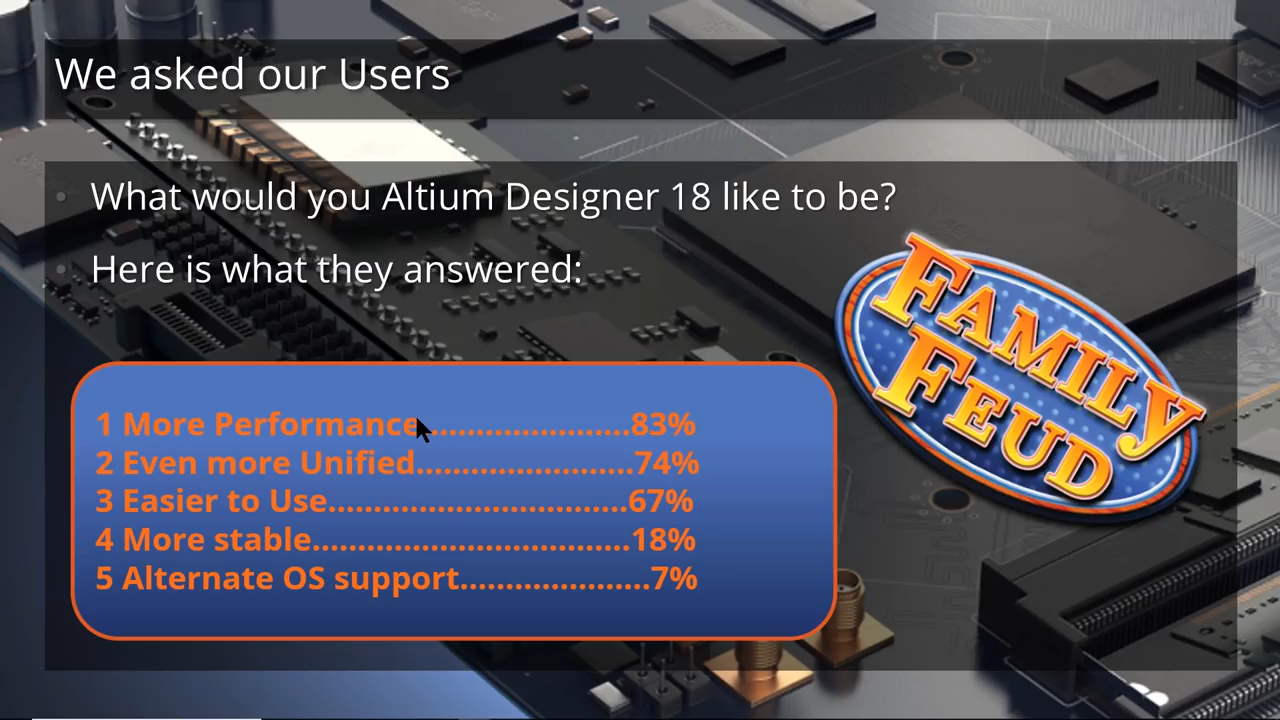 We asked our Users
What would you Altium Designer 18 like to be?
Here is what they answered:
FAMILY
FEUD
1 More Performance.......................83%
2 Even more Unified........................74%
3 Easier to Use.................................67%
4 More stable...................................18%
5 Alternate OS support.....................7%